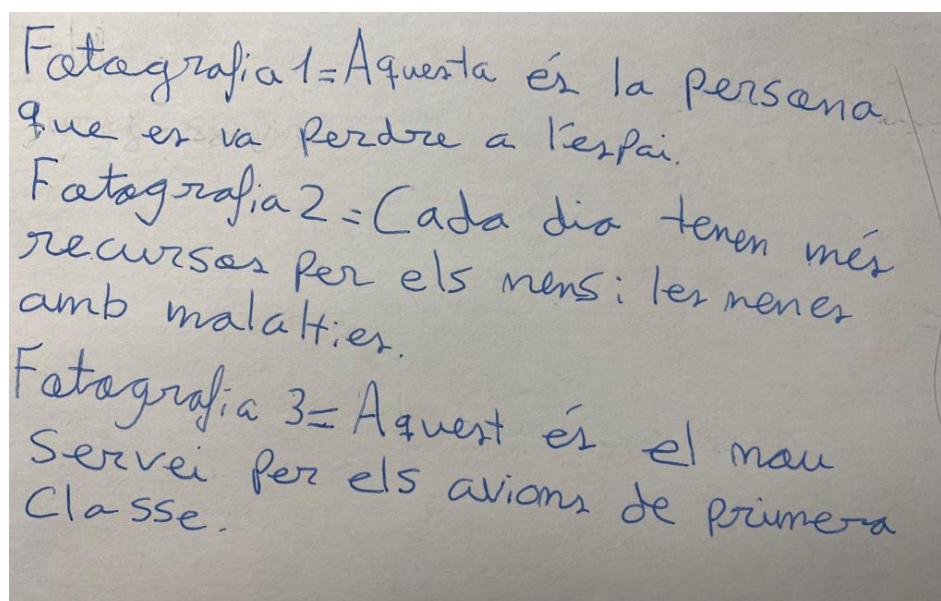 Fotografia 1= Aquesta és la persona
que es va perdre a l'espai.
Fotografia 2= Cada dia tenen més
recursos per els nens i les nenes
amb malalties.
Fotografia 3= Aquest és el nou
Servei per els avions de primera
Classe.